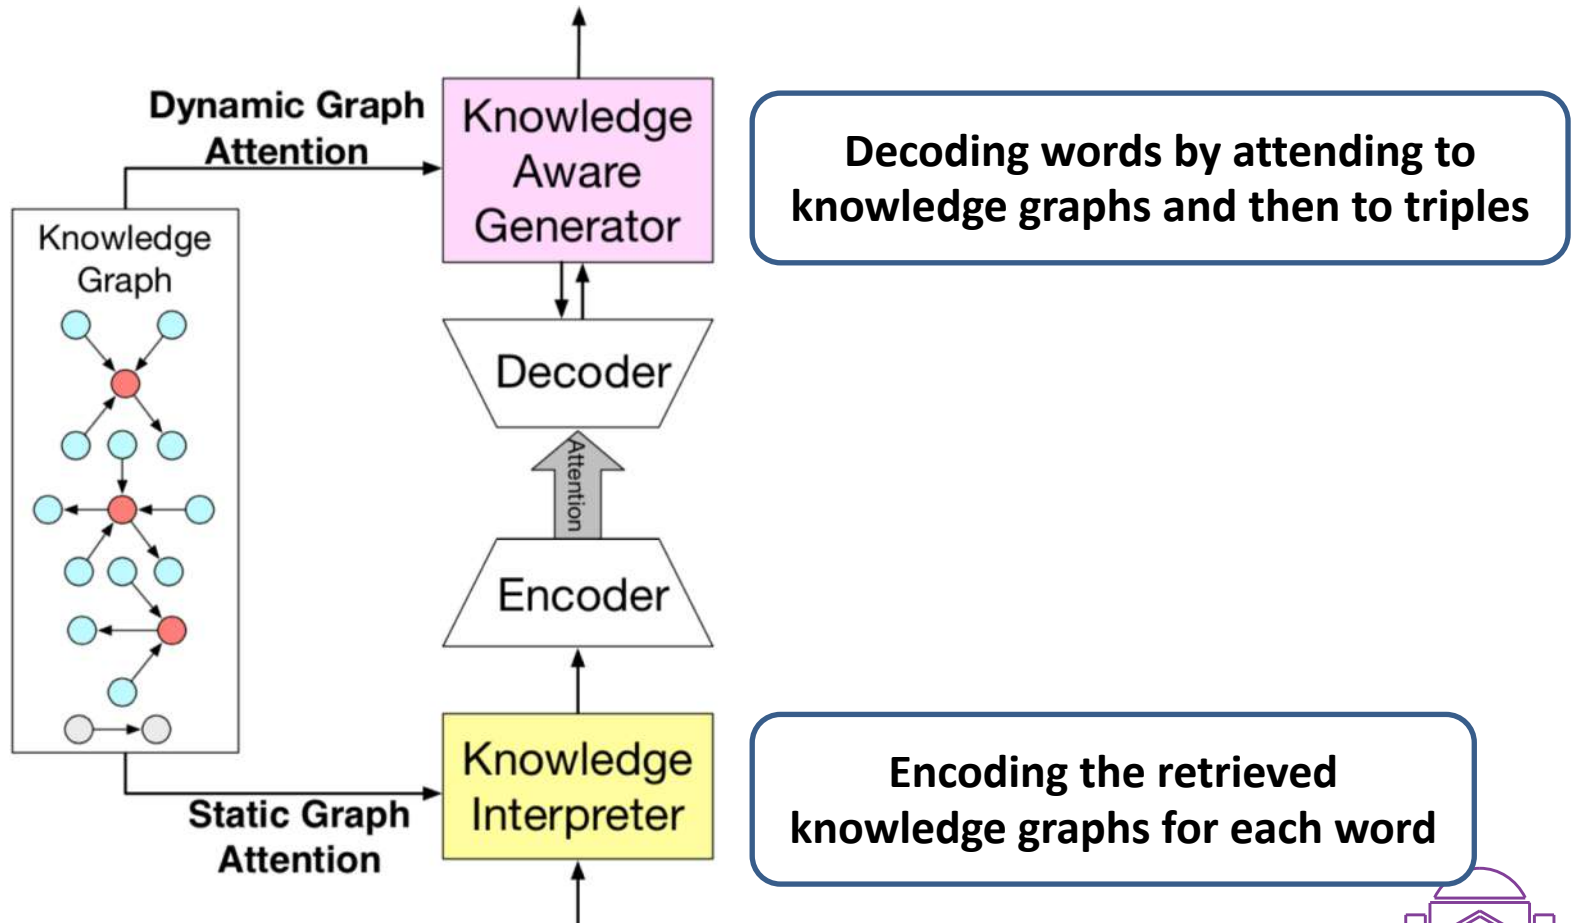 Dynamic Graph
Attention
Knowledge
Aware
Generator
Decoding words by attending to
knowledge graphs and then to triples
Knowledge
Graph
Decoder
Attention
Encoder
Knowledge
Interpreter
Static Graph
Attention
Encoding the retrieved
knowledge graphs for each word